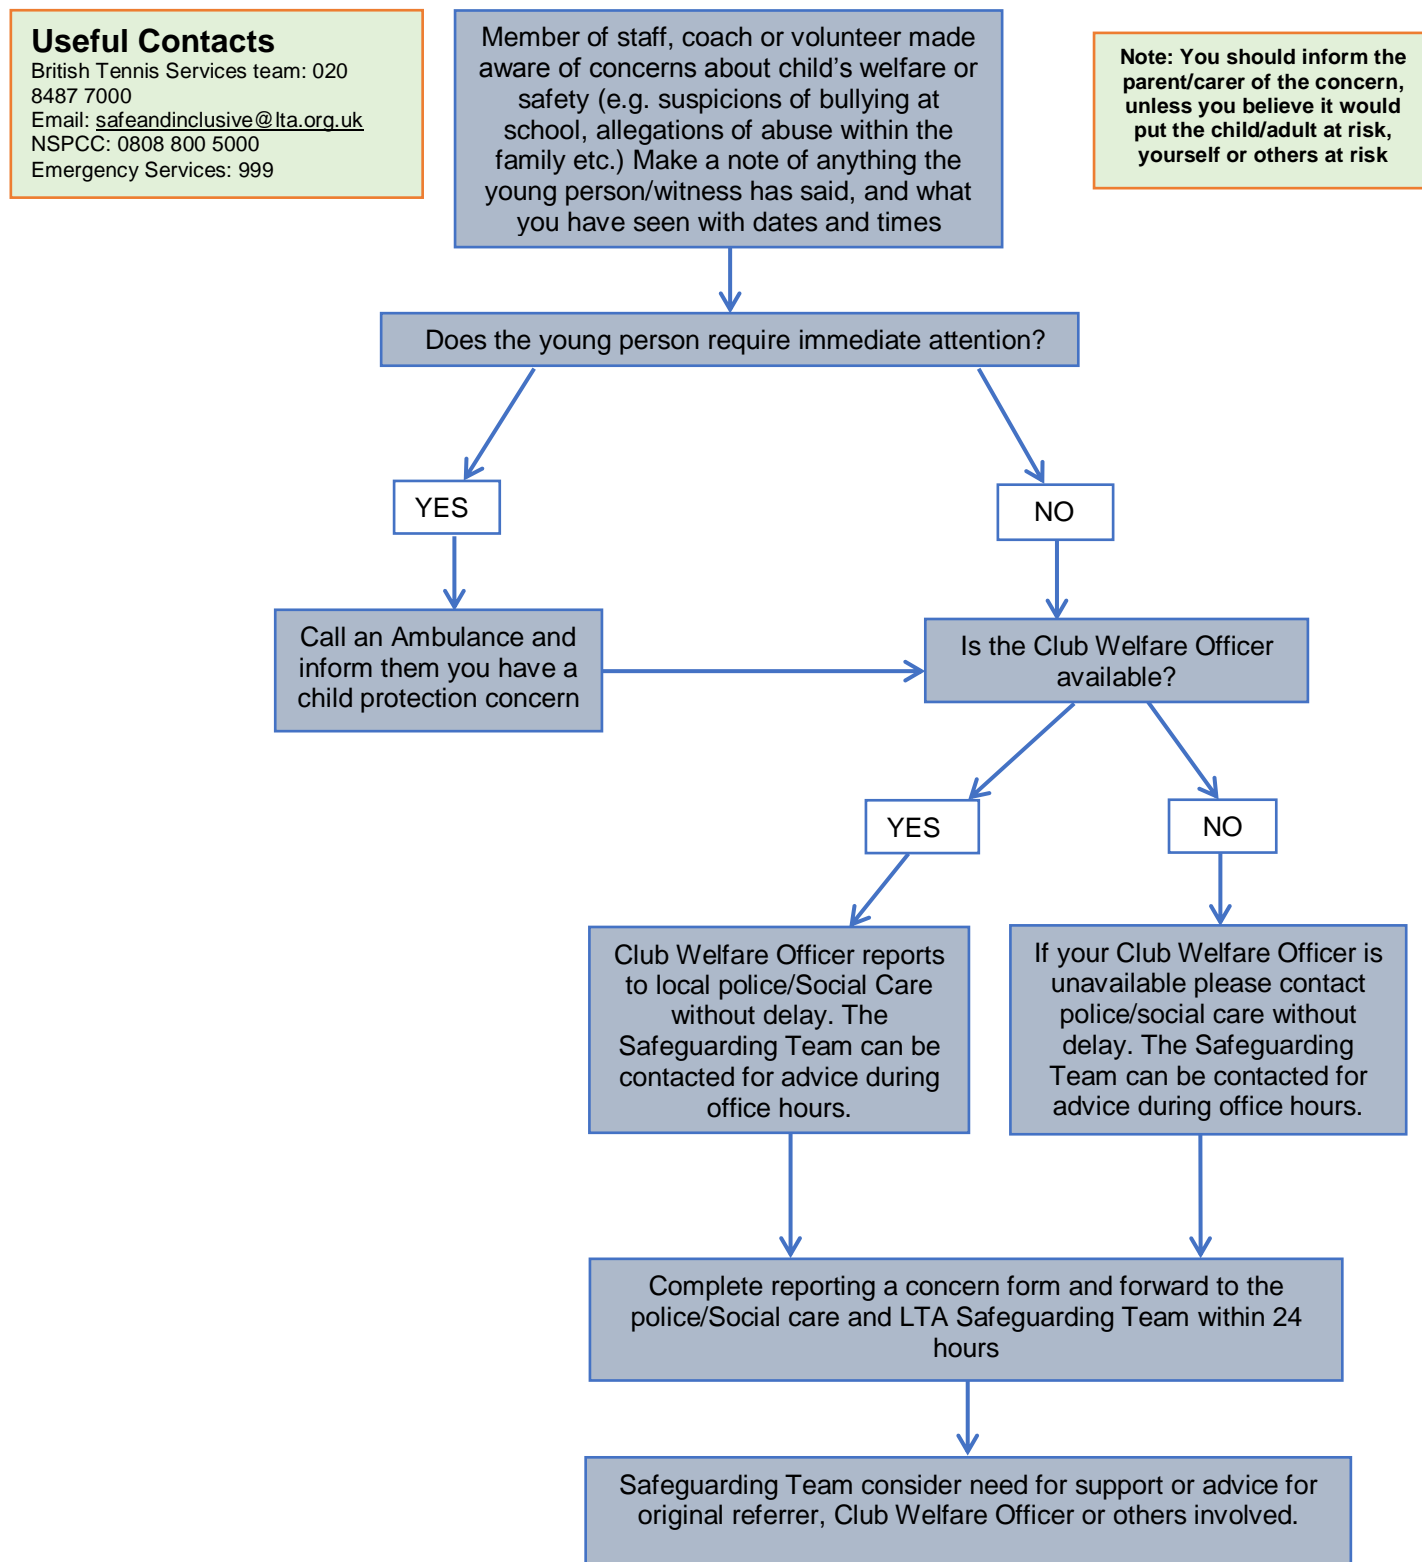 Useful Contacts
British Tennis Services team: 020
8487 7000
Email: safeandinclusive@lta.org.uk
NSPCC: 0808 800 5000
Emergency Services: 999
Member of staff, coach or volunteer made
aware of concerns about child’s welfare or
safety (e.g. suspicions of bullying at
school, allegations of abuse within the
family etc.) Make a note of anything the
young person/witness has said, and what
you have seen with dates and times
Note: You should inform the
parent/carer of the concern,
unless you believe it would
put the child/adult at risk,
yourself or others at risk
Does the young person require immediate attention?
YES
NO
Call an Ambulance and
inform them you have a
child protection concern
Is the Club Welfare Officer
available?
YES
NO
Club Welfare Officer reports
to local police/Social Care
without delay. The
Safeguarding Team can be
contacted for advice during
office hours.
If your Club Welfare Officer is
unavailable please contact
police/social care without
delay. The Safeguarding
Team can be contacted for
advice during office hours.
Complete reporting a concern form and forward to the
police/Social care and LTA Safeguarding Team within 24
hours
Safeguarding Team consider need for support or advice for
original referrer, Club Welfare Officer or others involved.